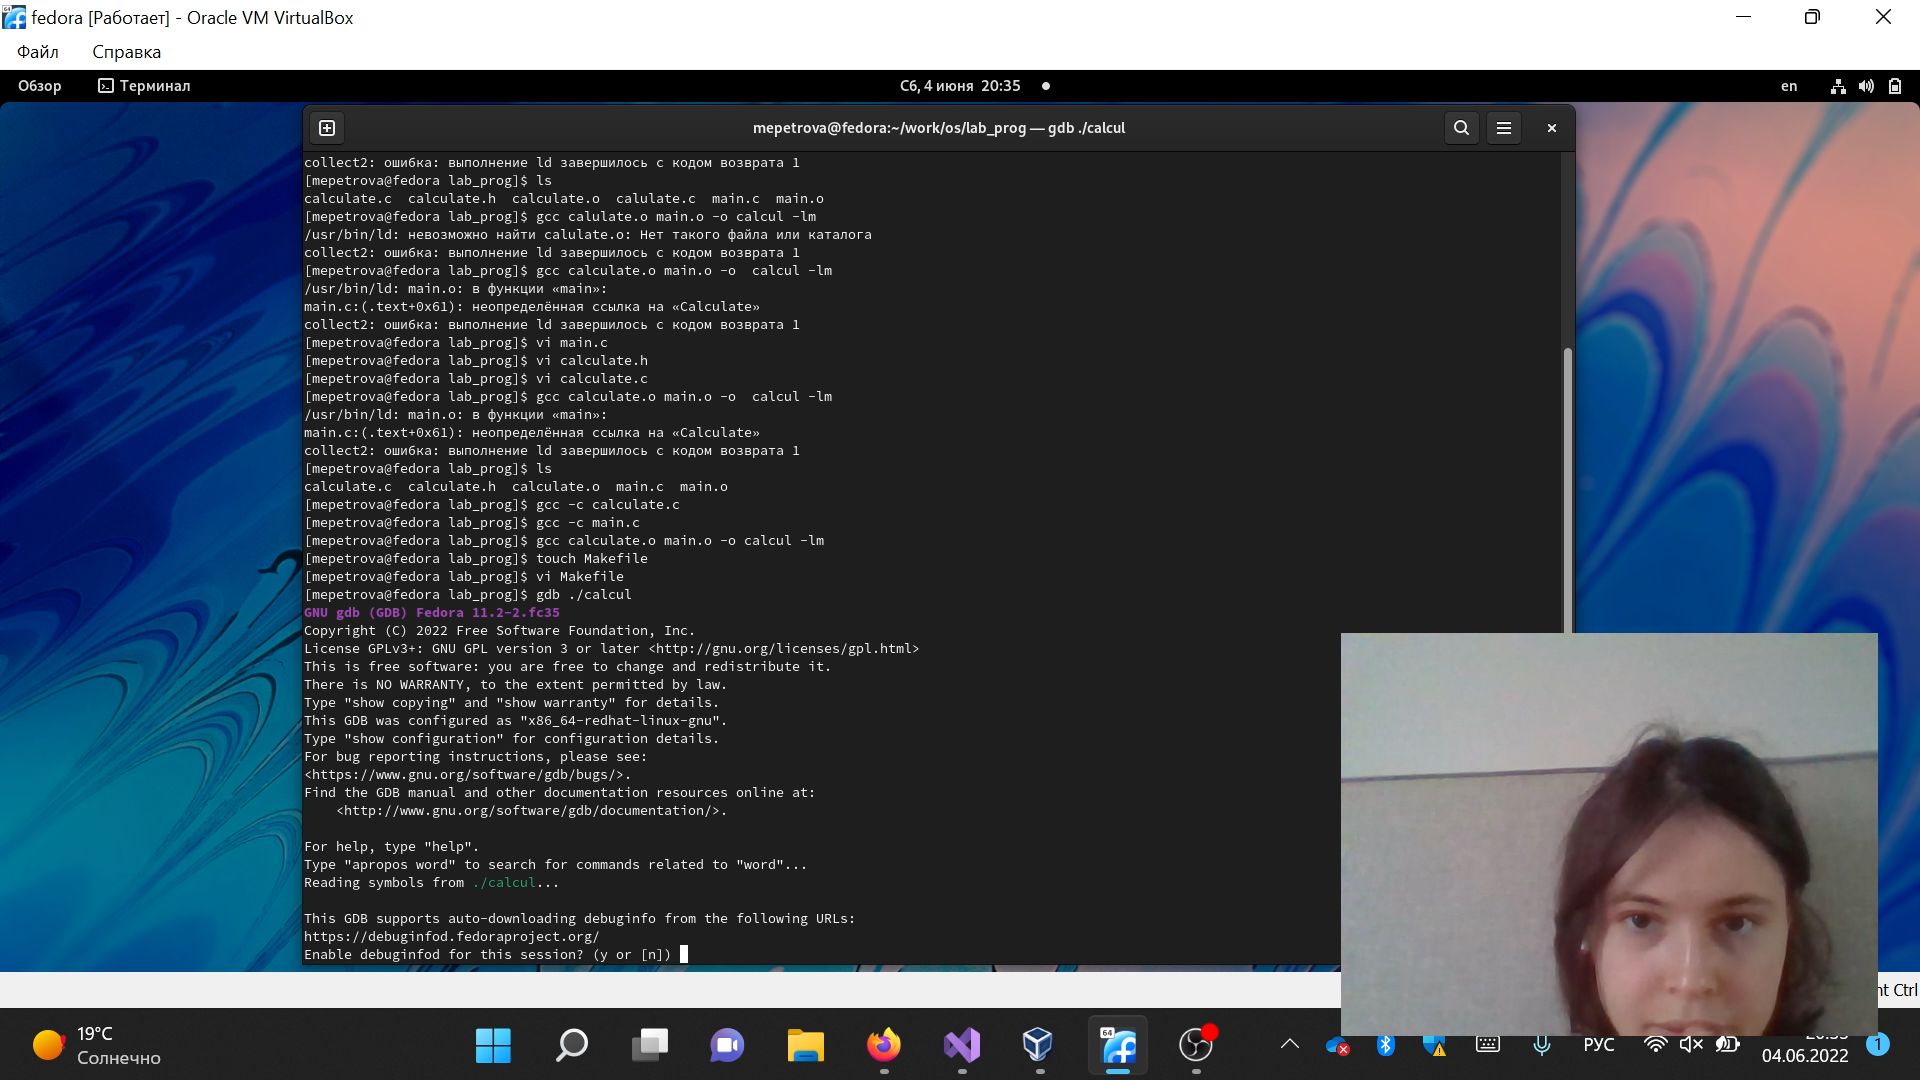 fedora [Работает] - Oracle VM VirtualBox
Файл Справка
Обзор Терминал Сб, 4 июня 20:35 en
mepetrova@fedora:~/work/os/lab_prog — gdb ./calcul
collect2: ошибка: выполнение ld завершилось с кодом возврата 1
[mepetrova@fedora lab_prog]$ ls
calculate.c calculate.h calculate.o calulate.c main.c main.o
[mepetrova@fedora lab_prog]$ gcc calulate.o main.o -o calcul -lm
/usr/bin/ld: невозможно найти calulate.o: Нет такого файла или каталога
collect2: ошибка: выполнение ld завершилось с кодом возврата 1
[mepetrova@fedora lab_prog]$ gcc calculate.o main.o -o  calcul -lm
/usr/bin/ld: main.o: в функции «main»:
main.c:(.text+0x61): неопределённая ссылка на «Calculate»
collect2: ошибка: выполнение ld завершилось с кодом возврата 1
[mepetrova@fedora lab_prog]$ vi main.c
[mepetrova@fedora lab_prog]$ vi calculate.h
[mepetrova@fedora lab_prog]$ vi calculate.c
[mepetrova@fedora lab_prog]$ gcc calculate.o main.o -o  calcul -lm
/usr/bin/ld: main.o: в функции «main»:
main.c:(.text+0x61): неопределённая ссылка на «Calculate»
collect2: ошибка: выполнение ld завершилось с кодом возврата 1
[mepetrova@fedora lab_prog]$ ls
calculate.c calculate.h calculate.o main.c main.o
[mepetrova@fedora lab_prog]$ gcc -c calculate.c
[mepetrova@fedora lab_prog]$ gcc -c main.c
[mepetrova@fedora lab_prog]$ gcc calculate.o main.o -o calcul -lm
[mepetrova@fedora lab_prog]$ touch Makefile
[mepetrova@fedora lab_prog]$ vi Makefile
[mepetrova@fedora lab_prog]$ gdb ./calcul
GNU gdb (GDB) Fedora 11.2-2.fc35
Copyright (C) 2022 Free Software Foundation, Inc.
License GPLv3+: GNU GPL version 3 or later <http://gnu.org/licenses/gpl.html>
This is free software: you are free to change and redistribute it.
There is NO WARRANTY, to the extent permitted by law.
Type "show copying" and "show warranty" for details.
This GDB was configured as "x86_64-redhat-linux-gnu".
Type "show configuration" for configuration details.
For bug reporting instructions, please see:
<https://www.gnu.org/software/gdb/bugs/>.
Find the GDB manual and other documentation resources online at:
<http://www.gnu.org/software/gdb/documentation/>.
For help, type "help".
Type "apropos word" to search for commands related to "word"...
Reading symbols from ./calcul...
This GDB supports auto-downloading debuginfo from the following URLs:
https://debuginfod.fedoraproject.org/
Enable debuginfod for this session? (y or [n])
Ctrl
19°C
Солнечно
64
РУС
04.06.2022
1